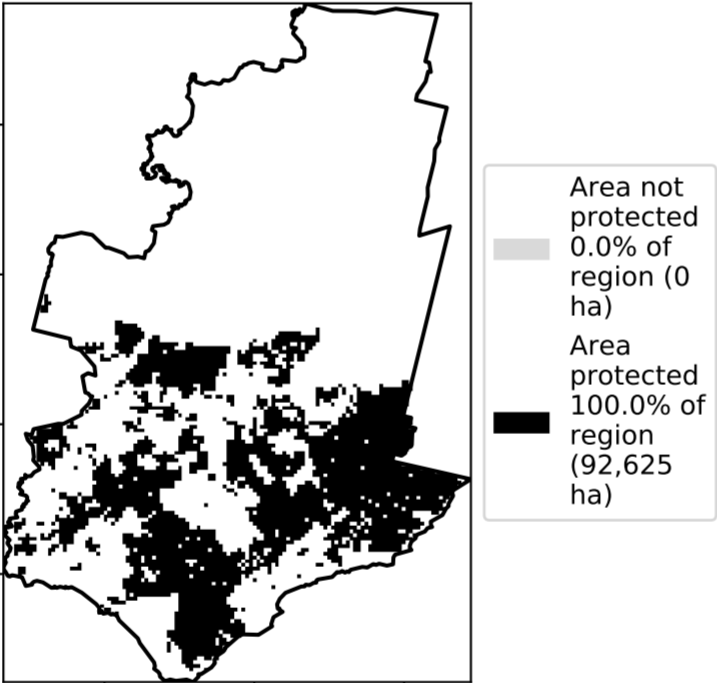 Area not
protected
0.0% of
region (0
ha)
Area
protected
100.0% of
region
(92,625
ha)